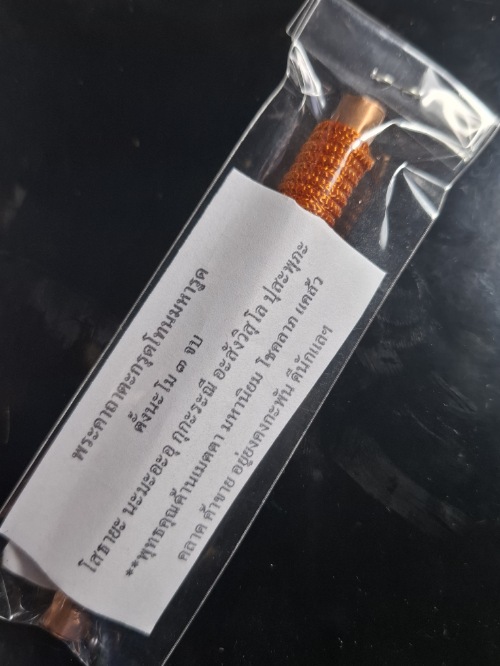 พระคาถาตะกรุดโทนมหารูด
ตั้งนะโม ๓ จบ
โสธายะ นะมะอะอุ กุกะระณี อะสังวิสุโล ปุสะพุภะ
**พุทธคุณด้านเมตตา มหานิยม โชคลาภ แคล้ว
คลาด ค้าขาย อยู่ยงคงกะพัน ดีนักแลฯ